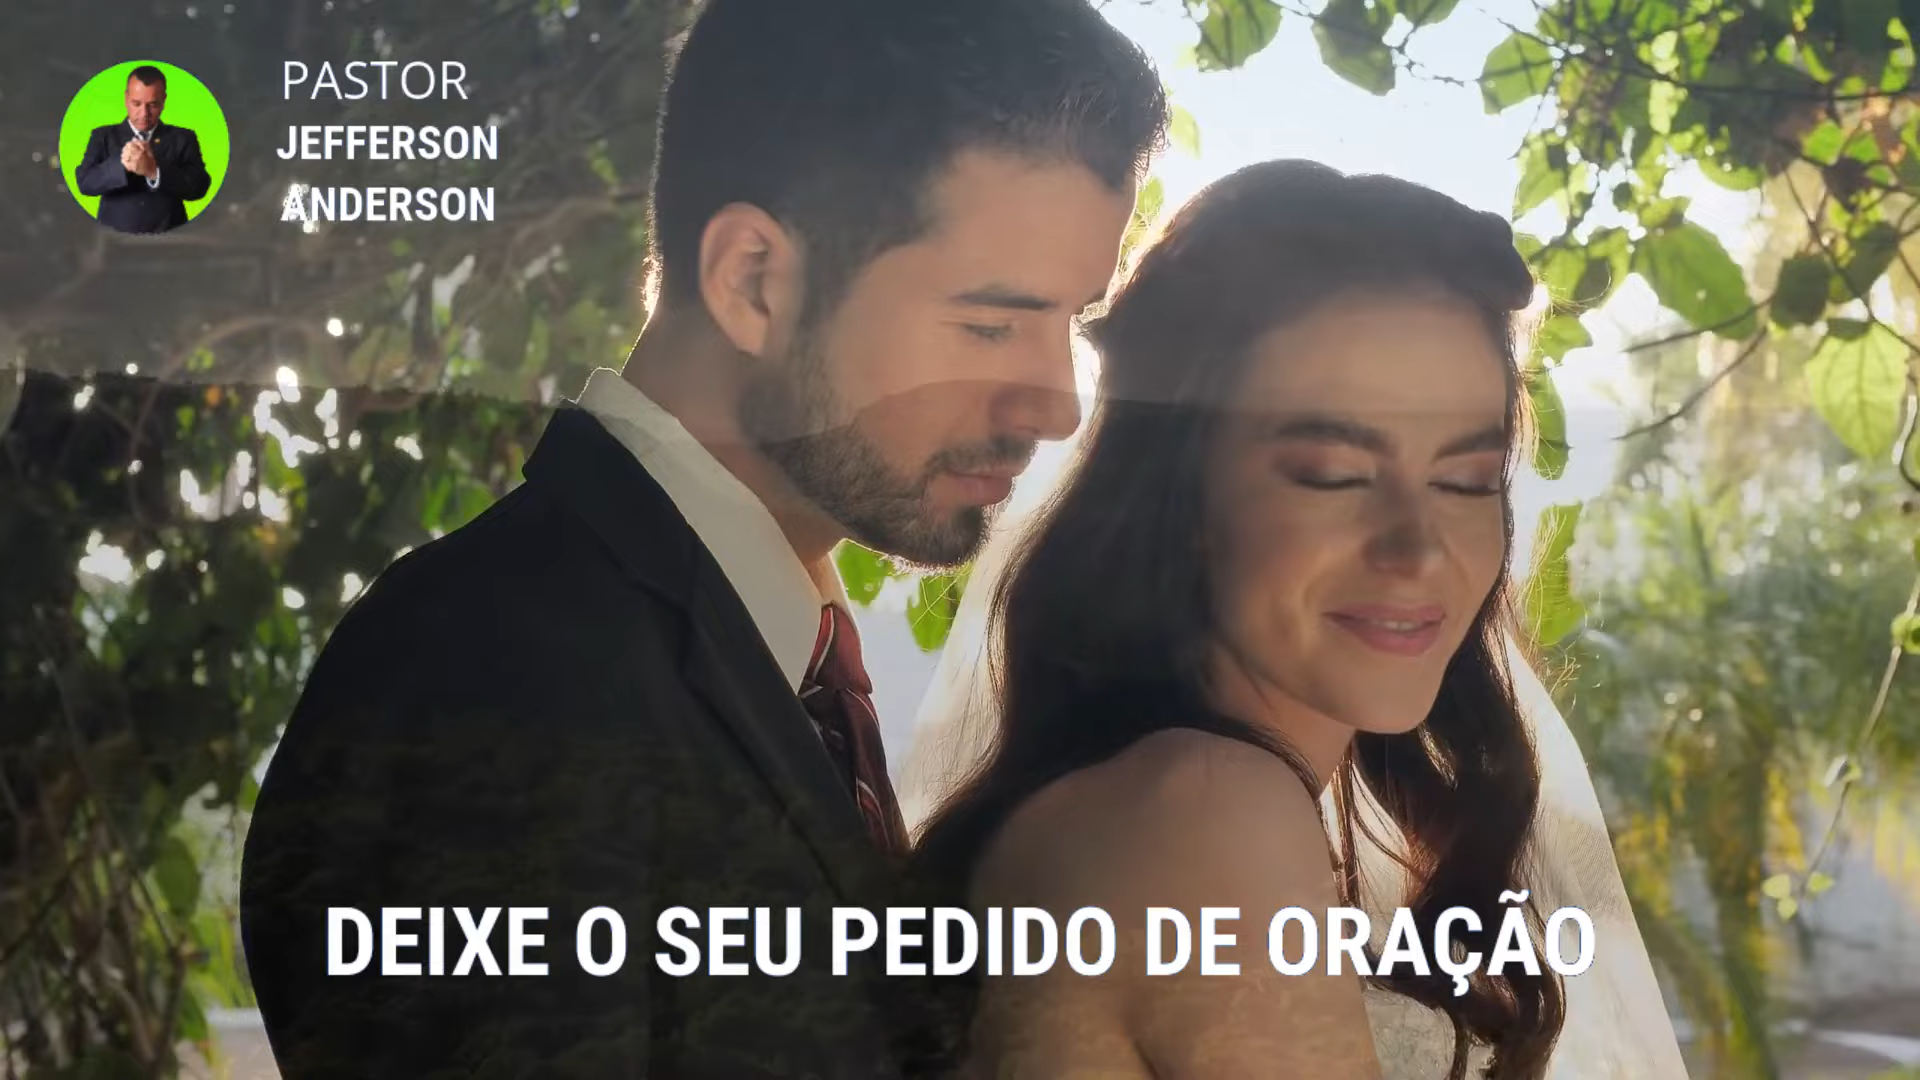 PASTOR
JEFFERSON
ANDERSON
DEIXE O SEU PEDIDO DE ORAÇÃO